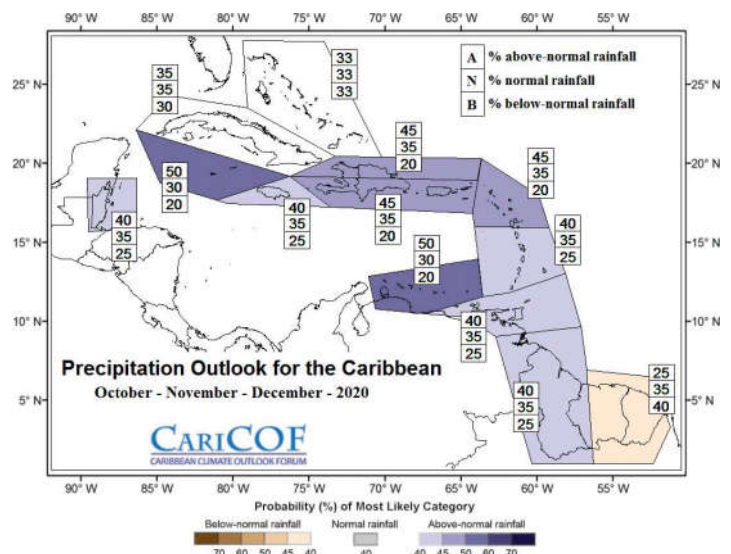 90° W 85° W 80° W 75° W 70° W 65° W 60° W 55° W
A % above-normal rainfall
N % normal rainfall
B % below-normal rainfall
25° N
20° N
15° N
10° N
5° N
25° N
20° N
15° N
10° N
5° N
33
33
33
35
35
30
45
35
20
45
35
20
50
30
20
40
35
25
40
35
25
45
35
20
40
35
25
50
30
20
40
35
25
40
35
25
25
35
40
Precipitation Outlook for the Caribbean
October - November - December - 2020
CARICOF
CARIBBEAN CLIMATE OUTLOOK FORUM
90° W 85° W 80° W 75° W 70° W 65° W 60° W 55° W
Probability (%) of Most Likely Category
Below-normal rainfall Normal rainfall Above-normal rainfall
70 60 50 45 40 40 40 45 50 60 70